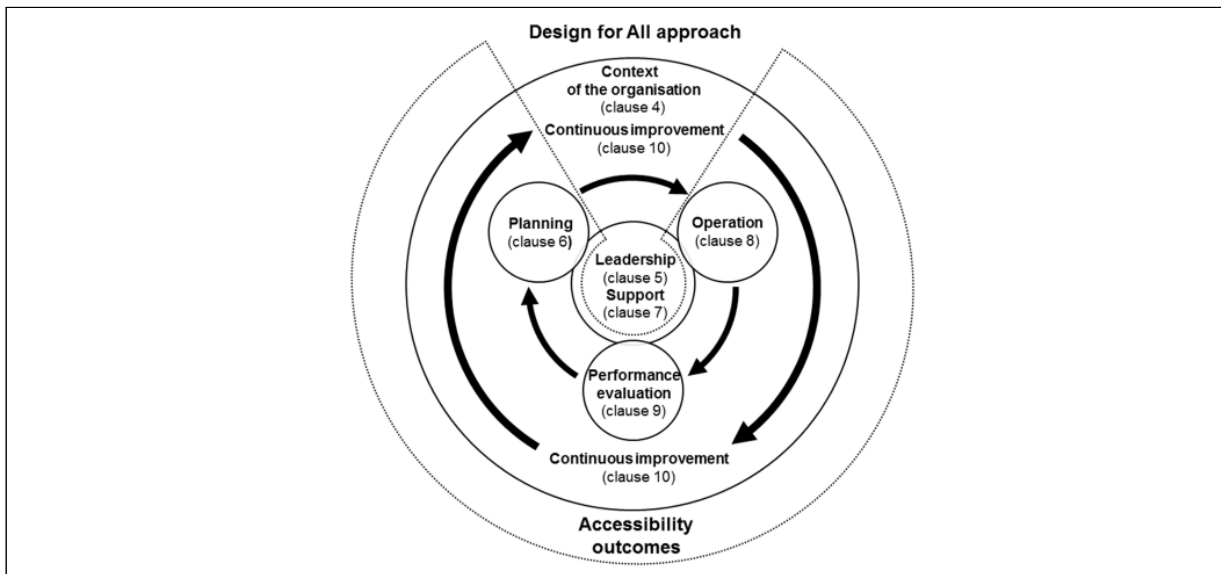 Design for All approach
Context
of the organisation
(clause 4)
Continuous improvement
(clause 10)
Planning
(clause 6)
Operation
(clause 8)
Leadership
(clause 5)
Support
(clause 7)
Performance
evaluation
(clause 9)
Continuous improvement
(clause 10)
Accessibility
outcomes